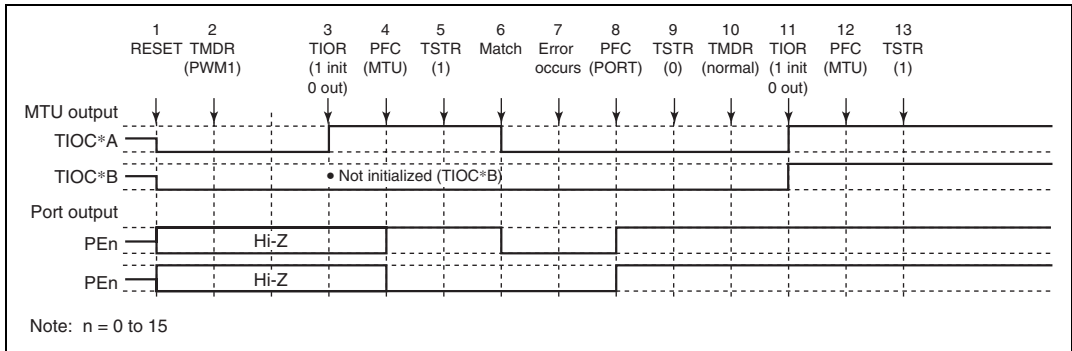 1 2 3 4 5 6 7 8 9 10 11 12 13
RESET TMDR TIOR PFC TSTR Match Error PFC TSTR TMDR TIOR PFC TSTR
(PWM1) (1 init (MTU) (1) occurs (PORT) (0) (normal) (1 init (MTU) (1)
0 out) 0 out)
MTU output
TIOC*A
TIOC*B • Not initialized (TIOC*B)
Port output
PEn Hi-Z
PEn Hi-Z
Note: n = 0 to 15